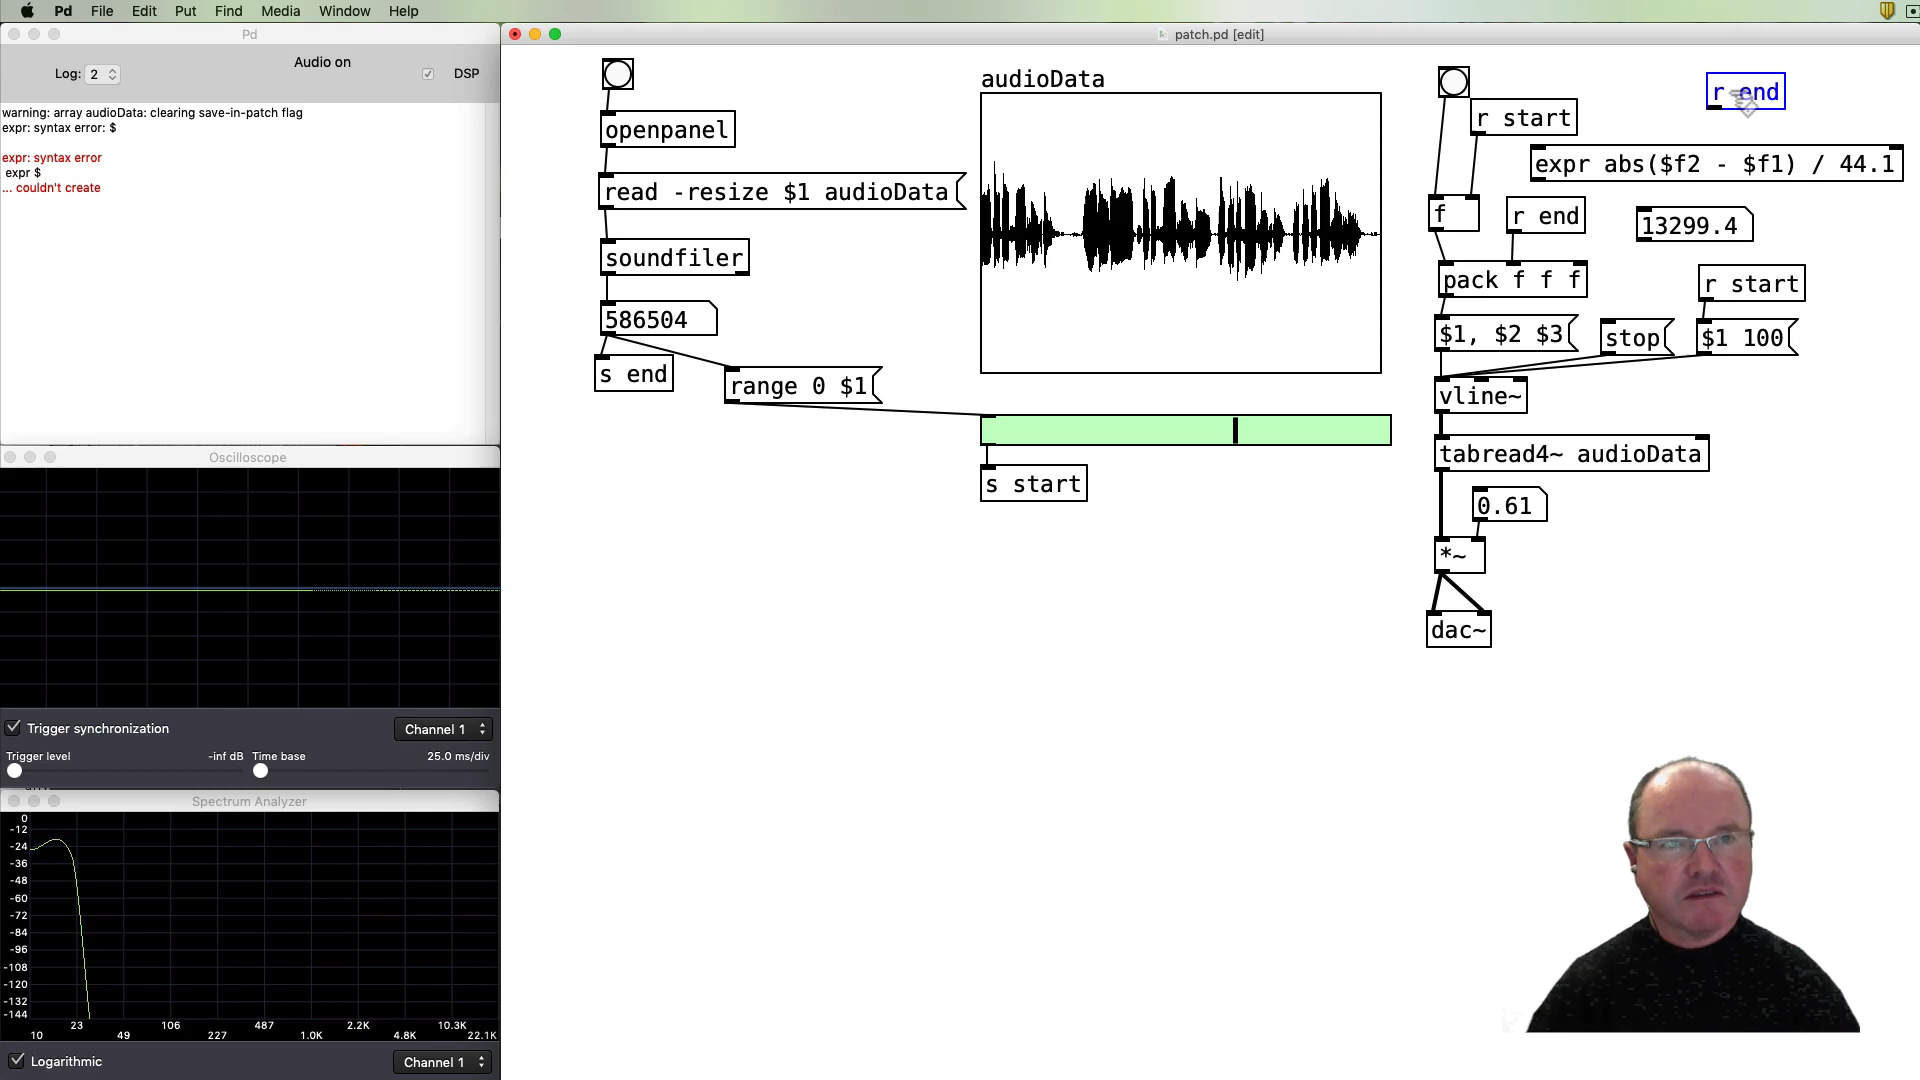 Pd File Edit Put Find Media Window Help
Pd
patch.pd [edit]
Log: 2
Audio on
DSP
warning: array audioData: clearing save-in-patch flag
expr: syntax error: $
expr: syntax error
expr $
... couldn't create
openpanel
read -resize $1 audioData
soundfiler
586504
s end
range 0 $1
audioData
s start
r end
r start
expr abs($f2 - $f1) / 44.1
f
r end
13299.4
pack f f f
r start
$1, $2 $3
stop
$1 100
vline~
tabread4~ audioData
0.61
*~
dac~
Oscilloscope
Trigger synchronization
Channel 1
Trigger level
-inf dB
Time base
25.0 ms/div
Spectrum Analyzer
0
-12
-24
-36
-48
-60
-72
-84
-96
-108
-120
-132
-144
23 106 487 2.2K 10.3K
10 49 227 1.0K 4.8K 22.1K
Logarithmic
Channel 1